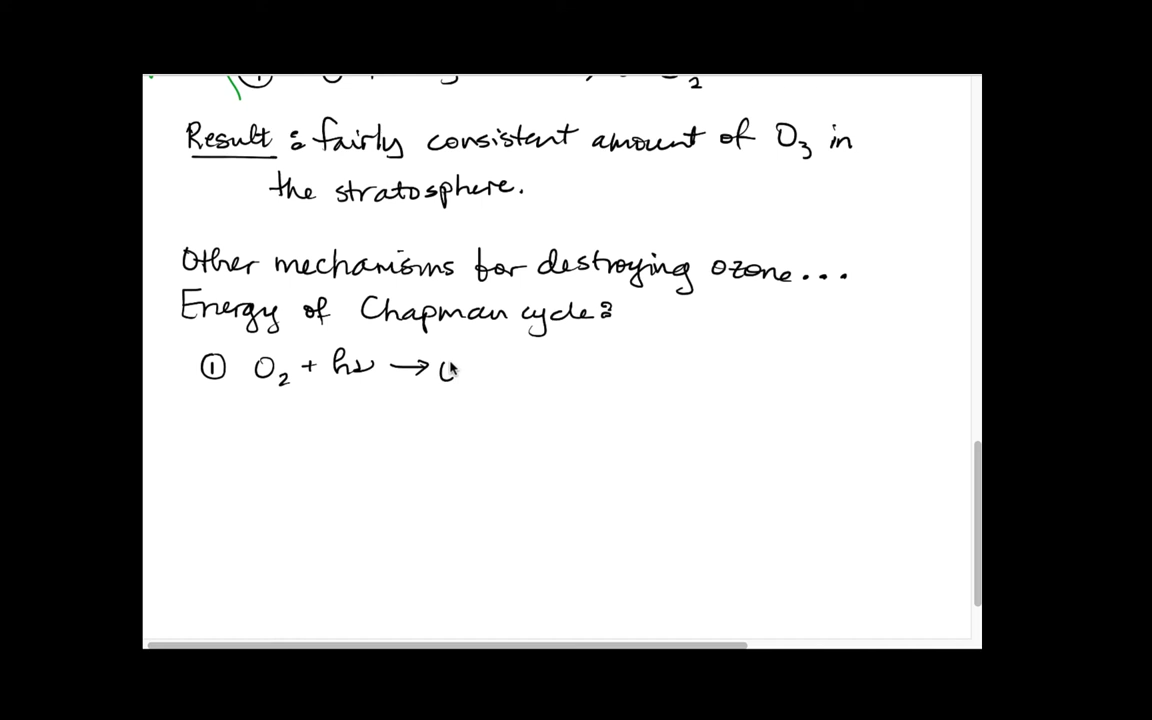 Result : fairly consistent amount of O₃ in
the stratosphere.
Other mechanisms for destroying ozone...
Energy of Chapman cycle:
① O₂ + hν →